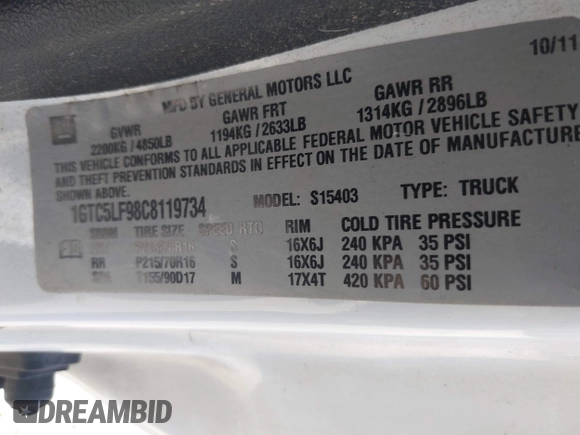 10/11
MFD BY GENERAL MOTORS LLC
GVWR GAWR FRT GAWR RR
2200KG / 4850LB 1194KG / 2633LB 1314KG / 2896LB
THIS VEHICLE CONFORMS TO ALL APPLICABLE FEDERAL MOTOR VEHICLE SAFETY
AND THEFT PREVENTION STANDARDS IN EFFECT ON THE DATE OF MANUFACTURE
SHOWN ABOVE.
1GTC5LF98C8119734 MODEL: S15403 TYPE: TRUCK
TIRE SIZE SPEED RTG RIM COLD TIRE PRESSURE
S 16X6J 240 KPA 35 PSI
RR P215/70R16 S 16X6J 240 KPA 35 PSI
T155/90D17 M 17X4T 420 KPA 60 PSI
DREAMBID